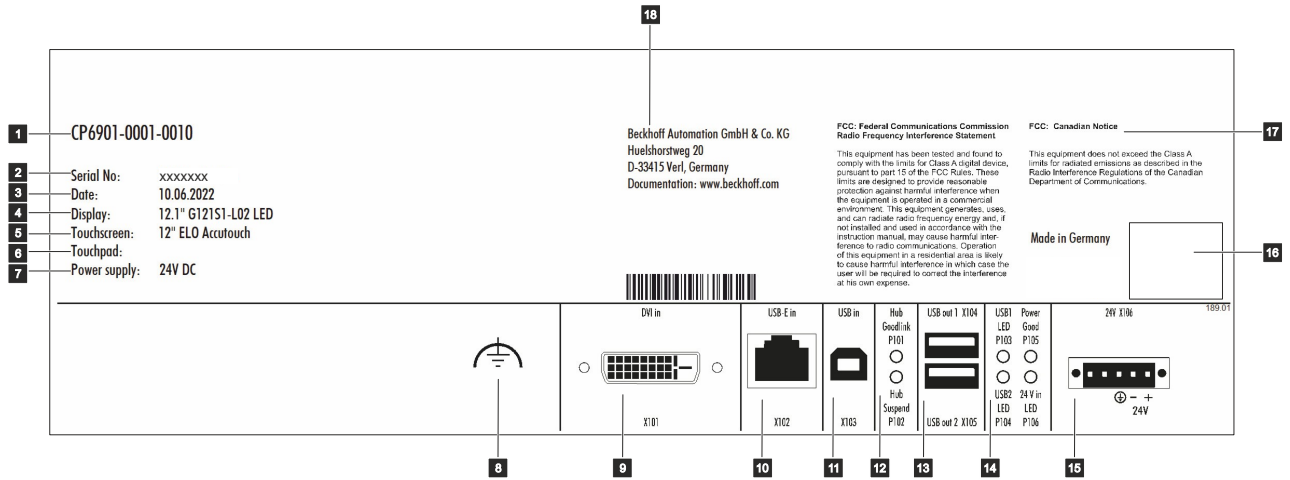 18
1
CP6901-0001-0010
2
Serial No: xxxxxxx
3
Date: 10.06.2022
4
Display: 12.1" G121S1-L02 LED
5
Touchscreen: 12" ELO Accutouch
6
Touchpad:
7
Power supply: 24V DC
Beckhoff Automation GmbH & Co. KG
Huelshorstweg 20
D-33415 Verl, Germany
Documentation: www.beckhoff.com
FCC: Federal Communications Commission
Radio Frequency Interference Statement
This equipment has been tested and found to
comply with the limits for Class A digital device,
pursuant to part 15 of the FCC Rules. These
limits are designed to provide reasonable
protection against harmful interference when
the equipment is operated in a commercial
environment. This equipment generates, uses,
and can radiate radio frequency energy and, if
not installed and used in accordance with the
instruction manual, may cause harmful inter-
ference to radio communications. Operation
of this equipment in a residential area is likely
to cause harmful interference in which case the
user will be required to correct the interference
at his own expense.
FCC: Canadian Notice
17
This equipment does not exceed the Class A
limits for radiated emissions as described in the
Radio Interference Regulations of the Canadian
Department of Communications.
Made in Germany
16
189.01
DVI in
X101
USB-E in
X102
USB in
X103
Hub
Goodlink
P101
Hub
Suspend
P102
USB out 1 X104
USB out 2 X105
USB1
LED
P103
USB2
LED
P104
Power
Good
P105
24 V in
LED
P106
24V X106
- +
24V
8
9
10
11
12
13
14
15